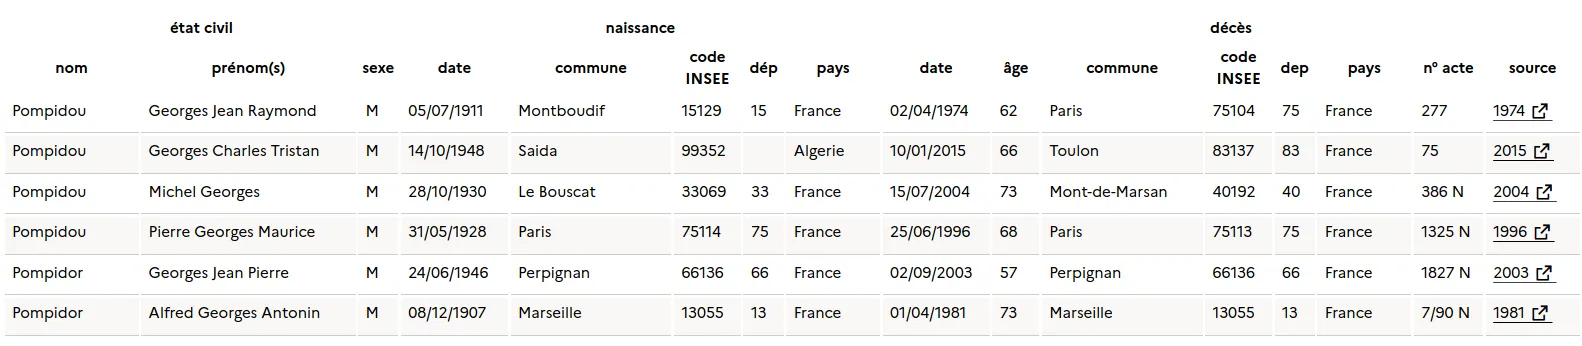 état civil naissance décès
nom prénom(s) sexe date commune code INSEE dép pays date âge commune code INSEE dep pays n° acte source
Pompidou Georges Jean Raymond M 05/07/1911 Montboudif 15129 15 France 02/04/1974 62 Paris 75104 75 France 277 1974
Pompidou Georges Charles Tristan M 14/10/1948 Saida 99352 Algerie 10/01/2015 66 Toulon 83137 83 France 75 2015
Pompidou Michel Georges M 28/10/1930 Le Bouscat 33069 33 France 15/07/2004 73 Mont-de-Marsan 40192 40 France 386 N 2004
Pompidou Pierre Georges Maurice M 31/05/1928 Paris 75114 75 France 25/06/1996 68 Paris 75113 75 France 1325 N 1996
Pompidor Georges Jean Pierre M 24/06/1946 Perpignan 66136 66 France 02/09/2003 57 Perpignan 66136 66 France 1827 N 2003
Pompidor Alfred Georges Antonin M 08/12/1907 Marseille 13055 13 France 01/04/1981 73 Marseille 13055 13 France 7/90 N 1981